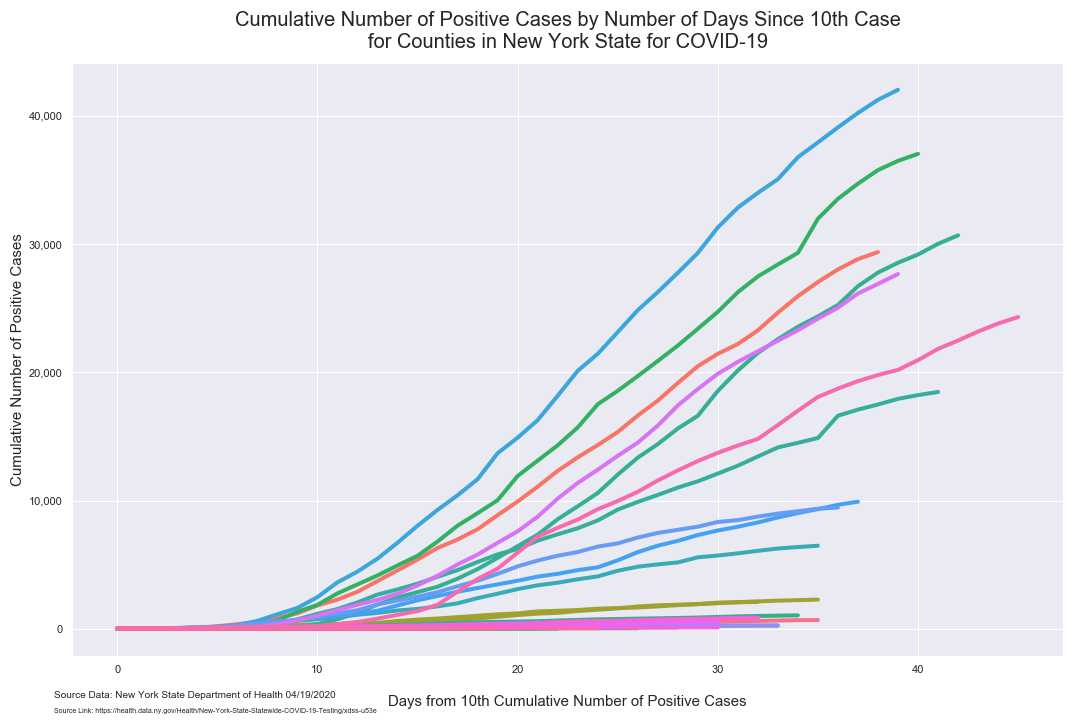 Cumulative Number of Positive Cases by Number of Days Since 10th Case
for Counties in New York State for COVID-19
40,000
30,000
20,000
10,000
0
Cumulative Number of Positive Cases
0 10 20 30 40
Days from 10th Cumulative Number of Positive Cases
Source Data: New York State Department of Health 04/19/2020
Source Link: https://health.data.ny.gov/Health/New-York-State-Statewide-COVID-19-Testing/xdss-u53e